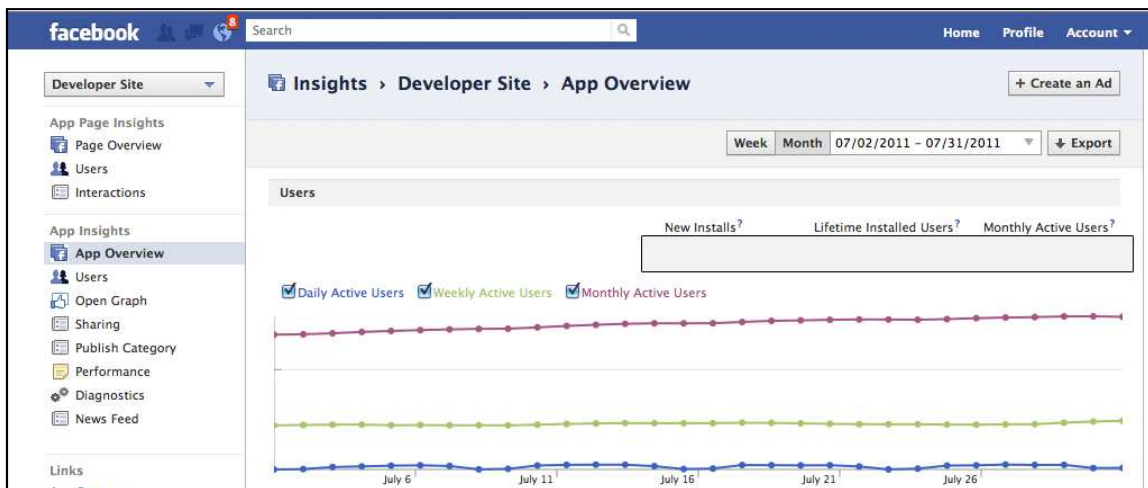 facebook
8
Search
Home Profile Account
Developer Site
Insights › Developer Site › App Overview
+ Create an Ad
App Page Insights
Page Overview
Users
Interactions
Week Month 07/02/2011 - 07/31/2011 Export
Users
New Installs? Lifetime Installed Users? Monthly Active Users?
App Insights
App Overview
Users
Open Graph
Sharing
Publish Category
Performance
Diagnostics
News Feed
Daily Active Users Weekly Active Users Monthly Active Users
July 6 July 11 July 16 July 21 July 26
Links